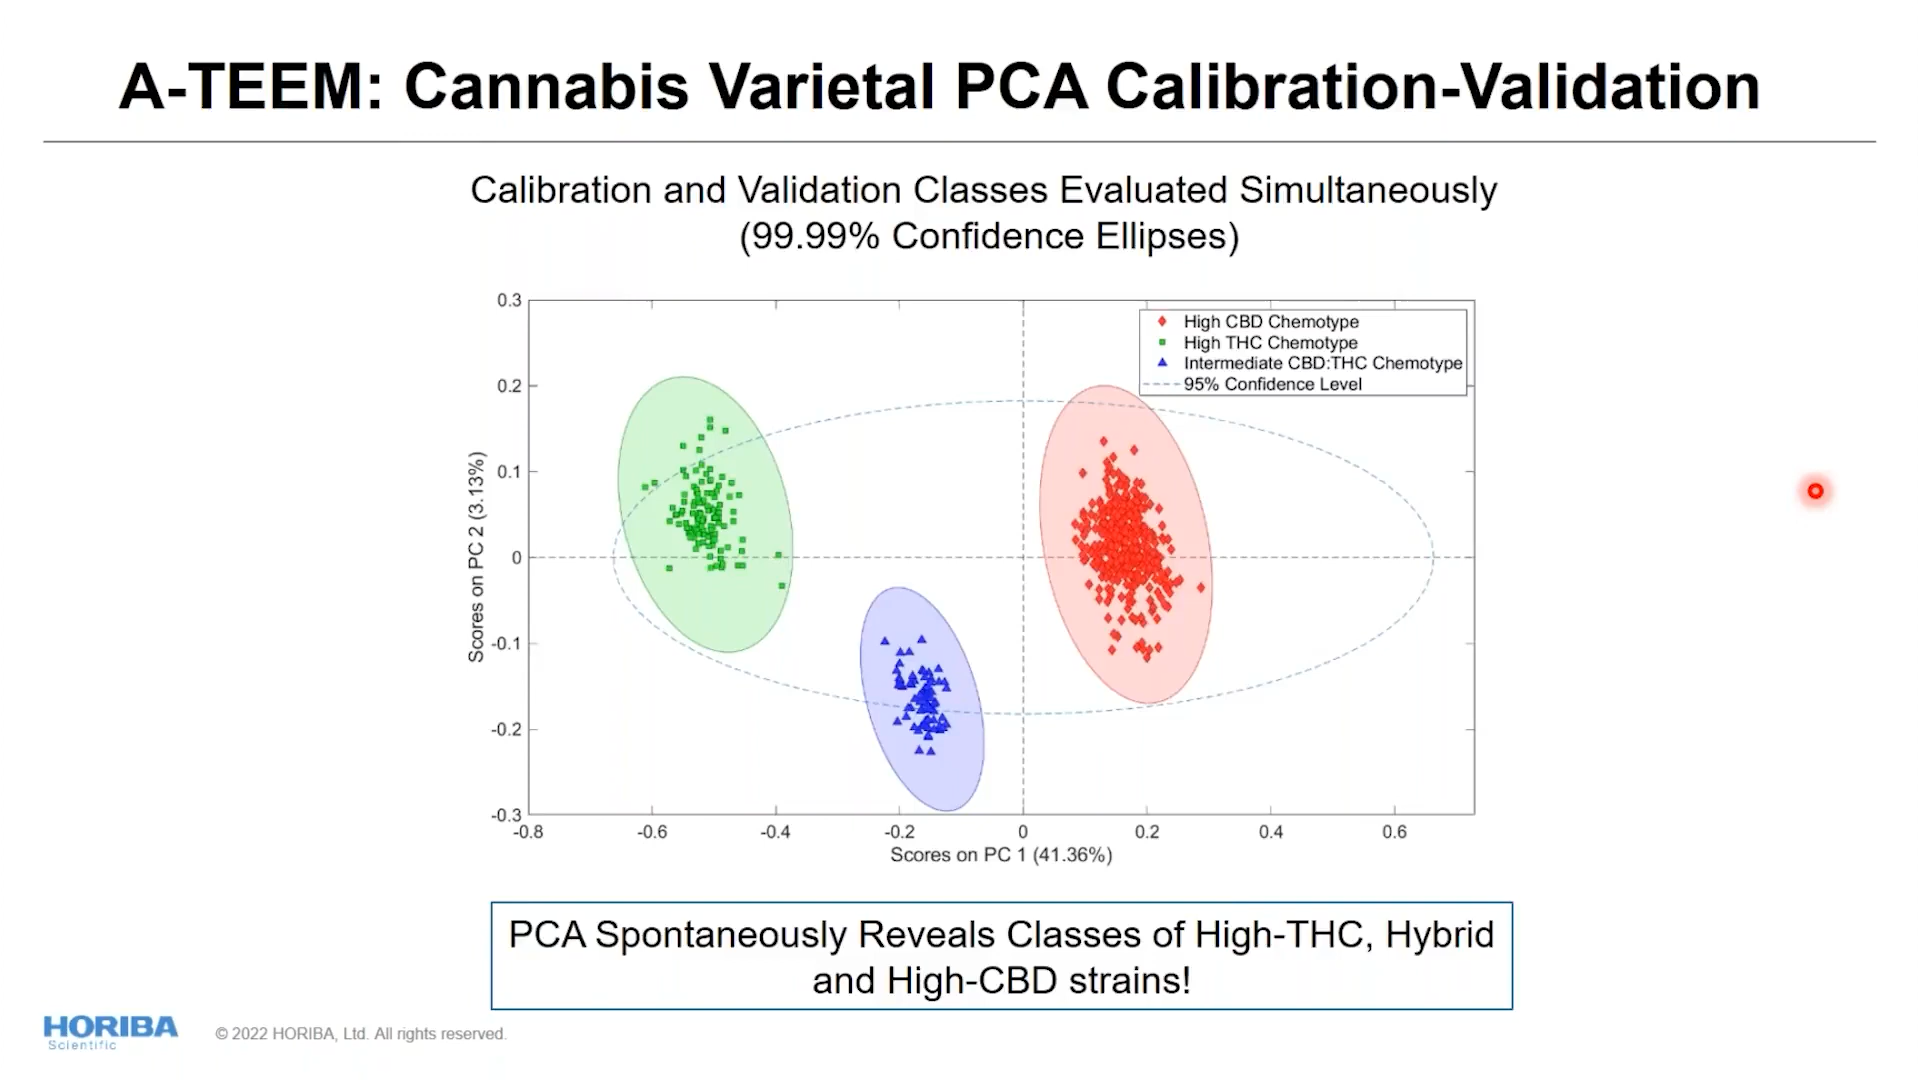 A-TEEM: Cannabis Varietal PCA Calibration-Validation
Calibration and Validation Classes Evaluated Simultaneously
(99.99% Confidence Ellipses)
High CBD Chemotype
High THC Chemotype
Intermediate CBD:THC Chemotype
95% Confidence Level
0.3
0.2
0.1
0
-0.1
-0.2
-0.3
Scores on PC 2 (3.13%)
-0.8 -0.6 -0.4 -0.2 0 0.2 0.4 0.6
Scores on PC 1 (41.36%)
PCA Spontaneously Reveals Classes of High-THC, Hybrid
and High-CBD strains!
HORIBA
Scientific
© 2022 HORIBA, Ltd. All rights reserved.